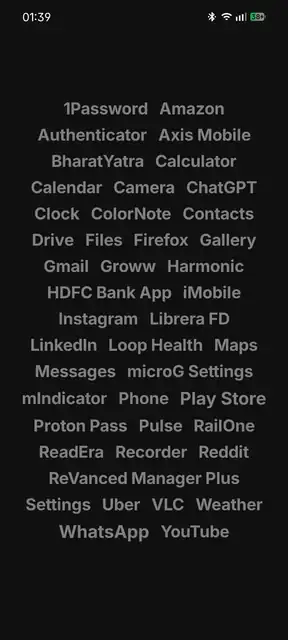 01:39
1Password Amazon
Authenticator Axis Mobile
BharatYatra Calculator
Calendar Camera ChatGPT
Clock ColorNote Contacts
Drive Files Firefox Gallery
Gmail Groww Harmonic
HDFC Bank App iMobile
Instagram Librera FD
LinkedIn Loop Health Maps
Messages microG Settings
mIndicator Phone Play Store
Proton Pass Pulse RailOne
ReadEra Recorder Reddit
ReVanced Manager Plus
Settings Uber VLC Weather
WhatsApp YouTube